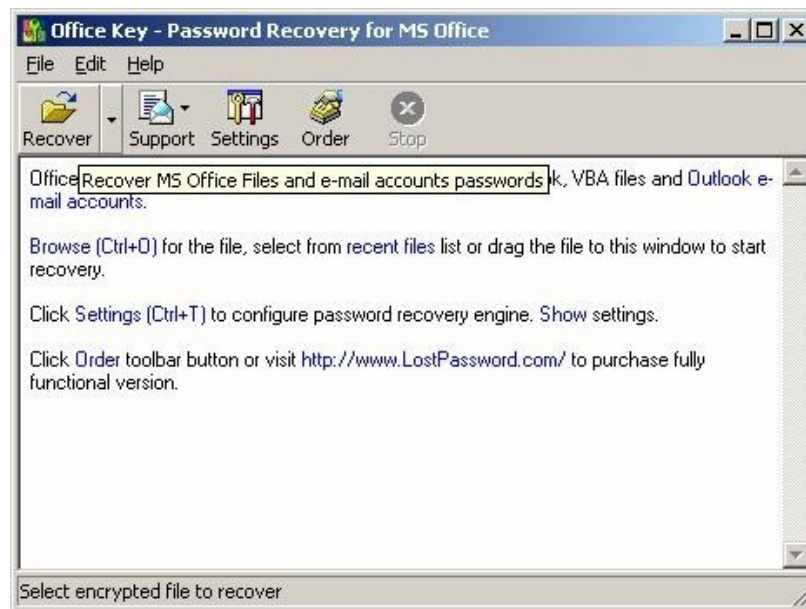 Office Key - Password Recovery for MS Office
File Edit Help
Recover Support Settings Order Stop
Office Recover MS Office Files and e-mail accounts passwords k, VBA files and Outlook e-
mail accounts.
Browse (Ctrl+O) for the file, select from recent files list or drag the file to this window to start
recovery.
Click Settings (Ctrl+T) to configure password recovery engine. Show settings.
Click Order toolbar button or visit http://www.LostPassword.com/ to purchase fully
functional version.
Select encrypted file to recover